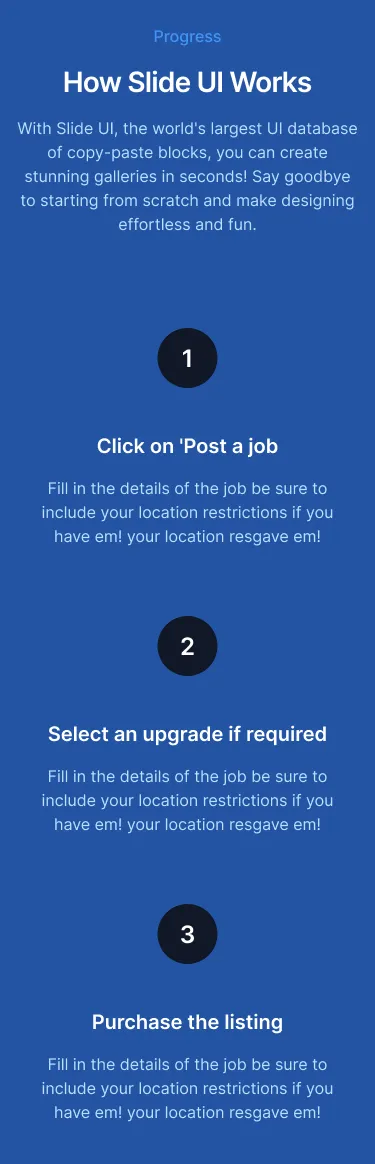 Progress
How Slide UI Works
With Slide UI, the world's largest UI database
of copy-paste blocks, you can create
stunning galleries in seconds! Say goodbye
to starting from scratch and make designing
effortless and fun.
1
Click on 'Post a job
Fill in the details of the job be sure to
include your location restrictions if you
have em! your location resgave em!
2
Select an upgrade if required
Fill in the details of the job be sure to
include your location restrictions if you
have em! your location resgave em!
3
Purchase the listing
Fill in the details of the job be sure to
include your location restrictions if you
have em! your location resgave em!